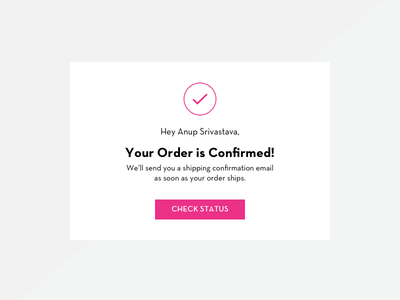 Hey Anup Srivastava,
Your Order is Confirmed!
We'll send you a shipping confirmation email
as soon as your order ships.
CHECK STATUS